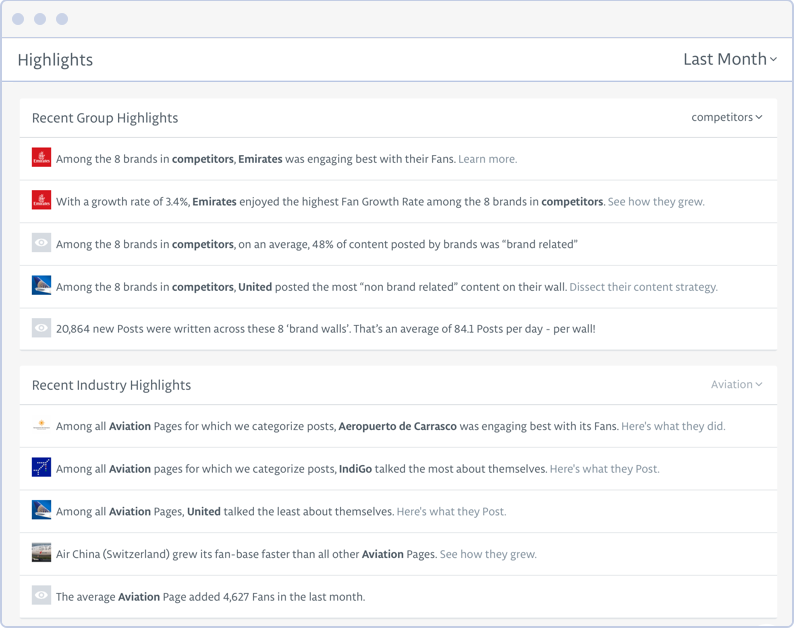 Highlights
Last Month
Recent Group Highlights
competitors
Among the 8 brands in competitors, Emirates was engaging best with their Fans. Learn more.
With a growth rate of 3.4%, Emirates enjoyed the highest Fan Growth Rate among the 8 brands in competitors. See how they grew.
Among the 8 brands in competitors, on an average, 48% of content posted by brands was “brand related”
Among the 8 brands in competitors, United posted the most “non brand related” content on their wall. Dissect their content strategy.
20,864 new Posts were written across these 8 ‘brand walls’. That’s an average of 84.1 Posts per day - per wall!
Recent Industry Highlights
Aviation
Among all Aviation Pages for which we categorize posts, Aeropuerto de Carrasco was engaging best with its Fans. Here’s what they did.
Among all Aviation pages for which we categorize posts, IndiGo talked the most about themselves. Here’s what they Post.
Among all Aviation Pages, United talked the least about themselves. Here’s what they Post.
Air China (Switzerland) grew its fan-base faster than all other Aviation Pages. See how they grew.
The average Aviation Page added 4,627 Fans in the last month.